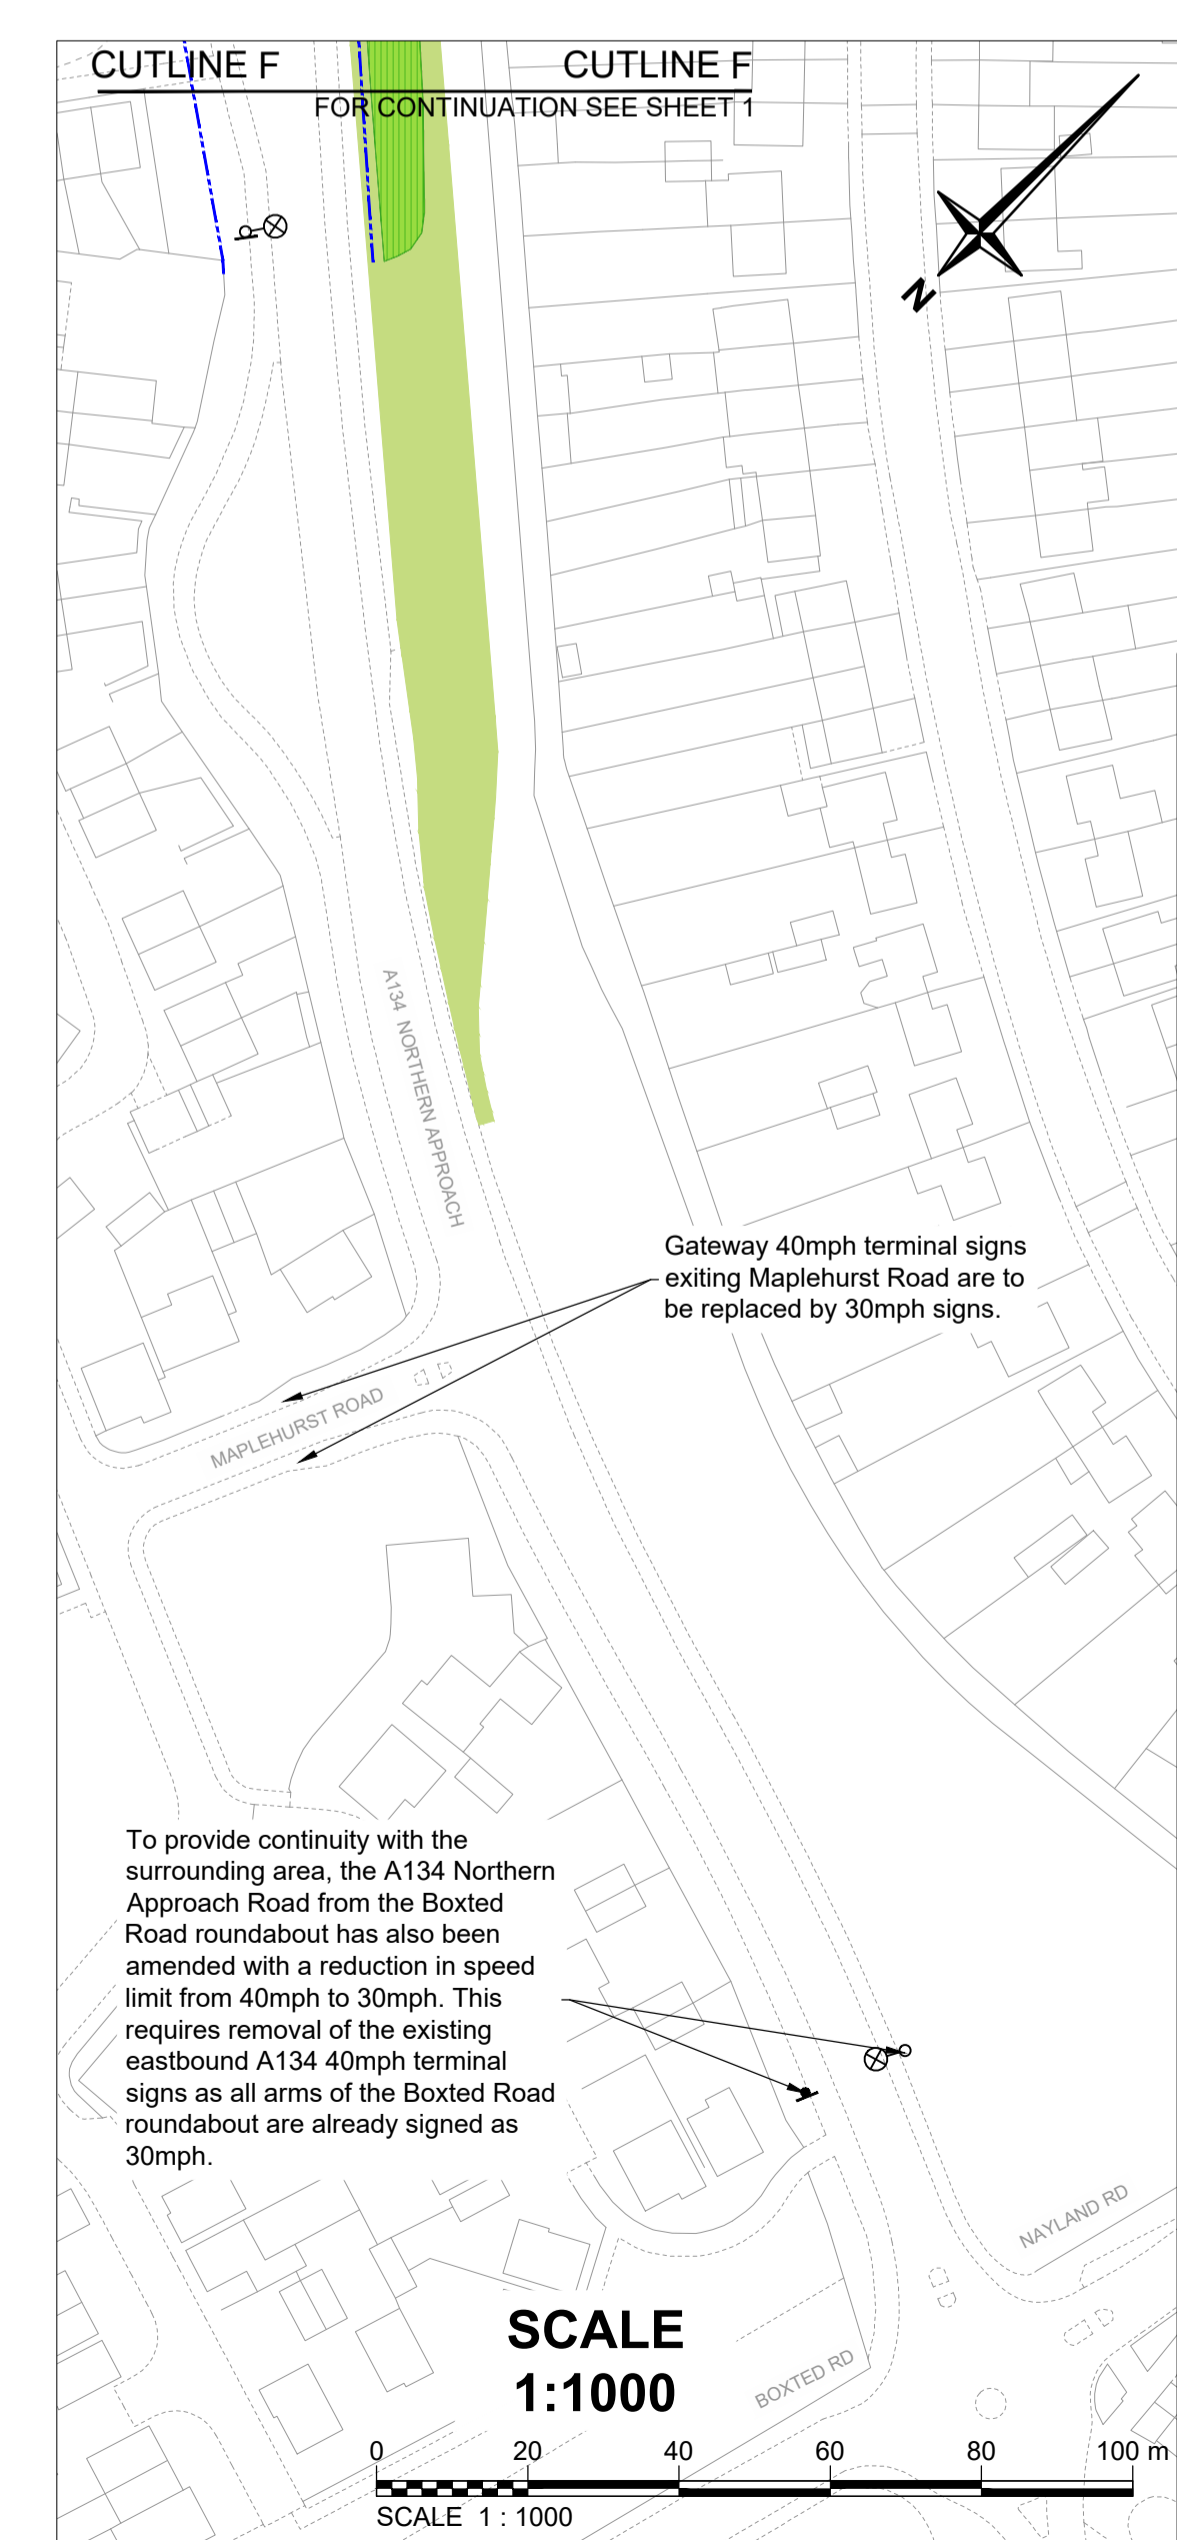 CUTLINE F
CUTLINE F
FOR CONTINUATION SEE SHEET 1
N
A134 NORTHERN APPROACH
Gateway 40mph terminal signs
exiting Maplehurst Road are to
be replaced by 30mph signs.
MAPLEHURST ROAD
To provide continuity with the
surrounding area, the A134 Northern
Approach Road from the Boxted
Road roundabout has also been
amended with a reduction in speed
limit from 40mph to 30mph. This
requires removal of the existing
eastbound A134 40mph terminal
signs as all arms of the Boxted Road
roundabout are already signed as
30mph.
NAYLAND RD
BOXTED RD
SCALE
1:1000
0 20 40 60 80 100 m
SCALE 1 : 1000